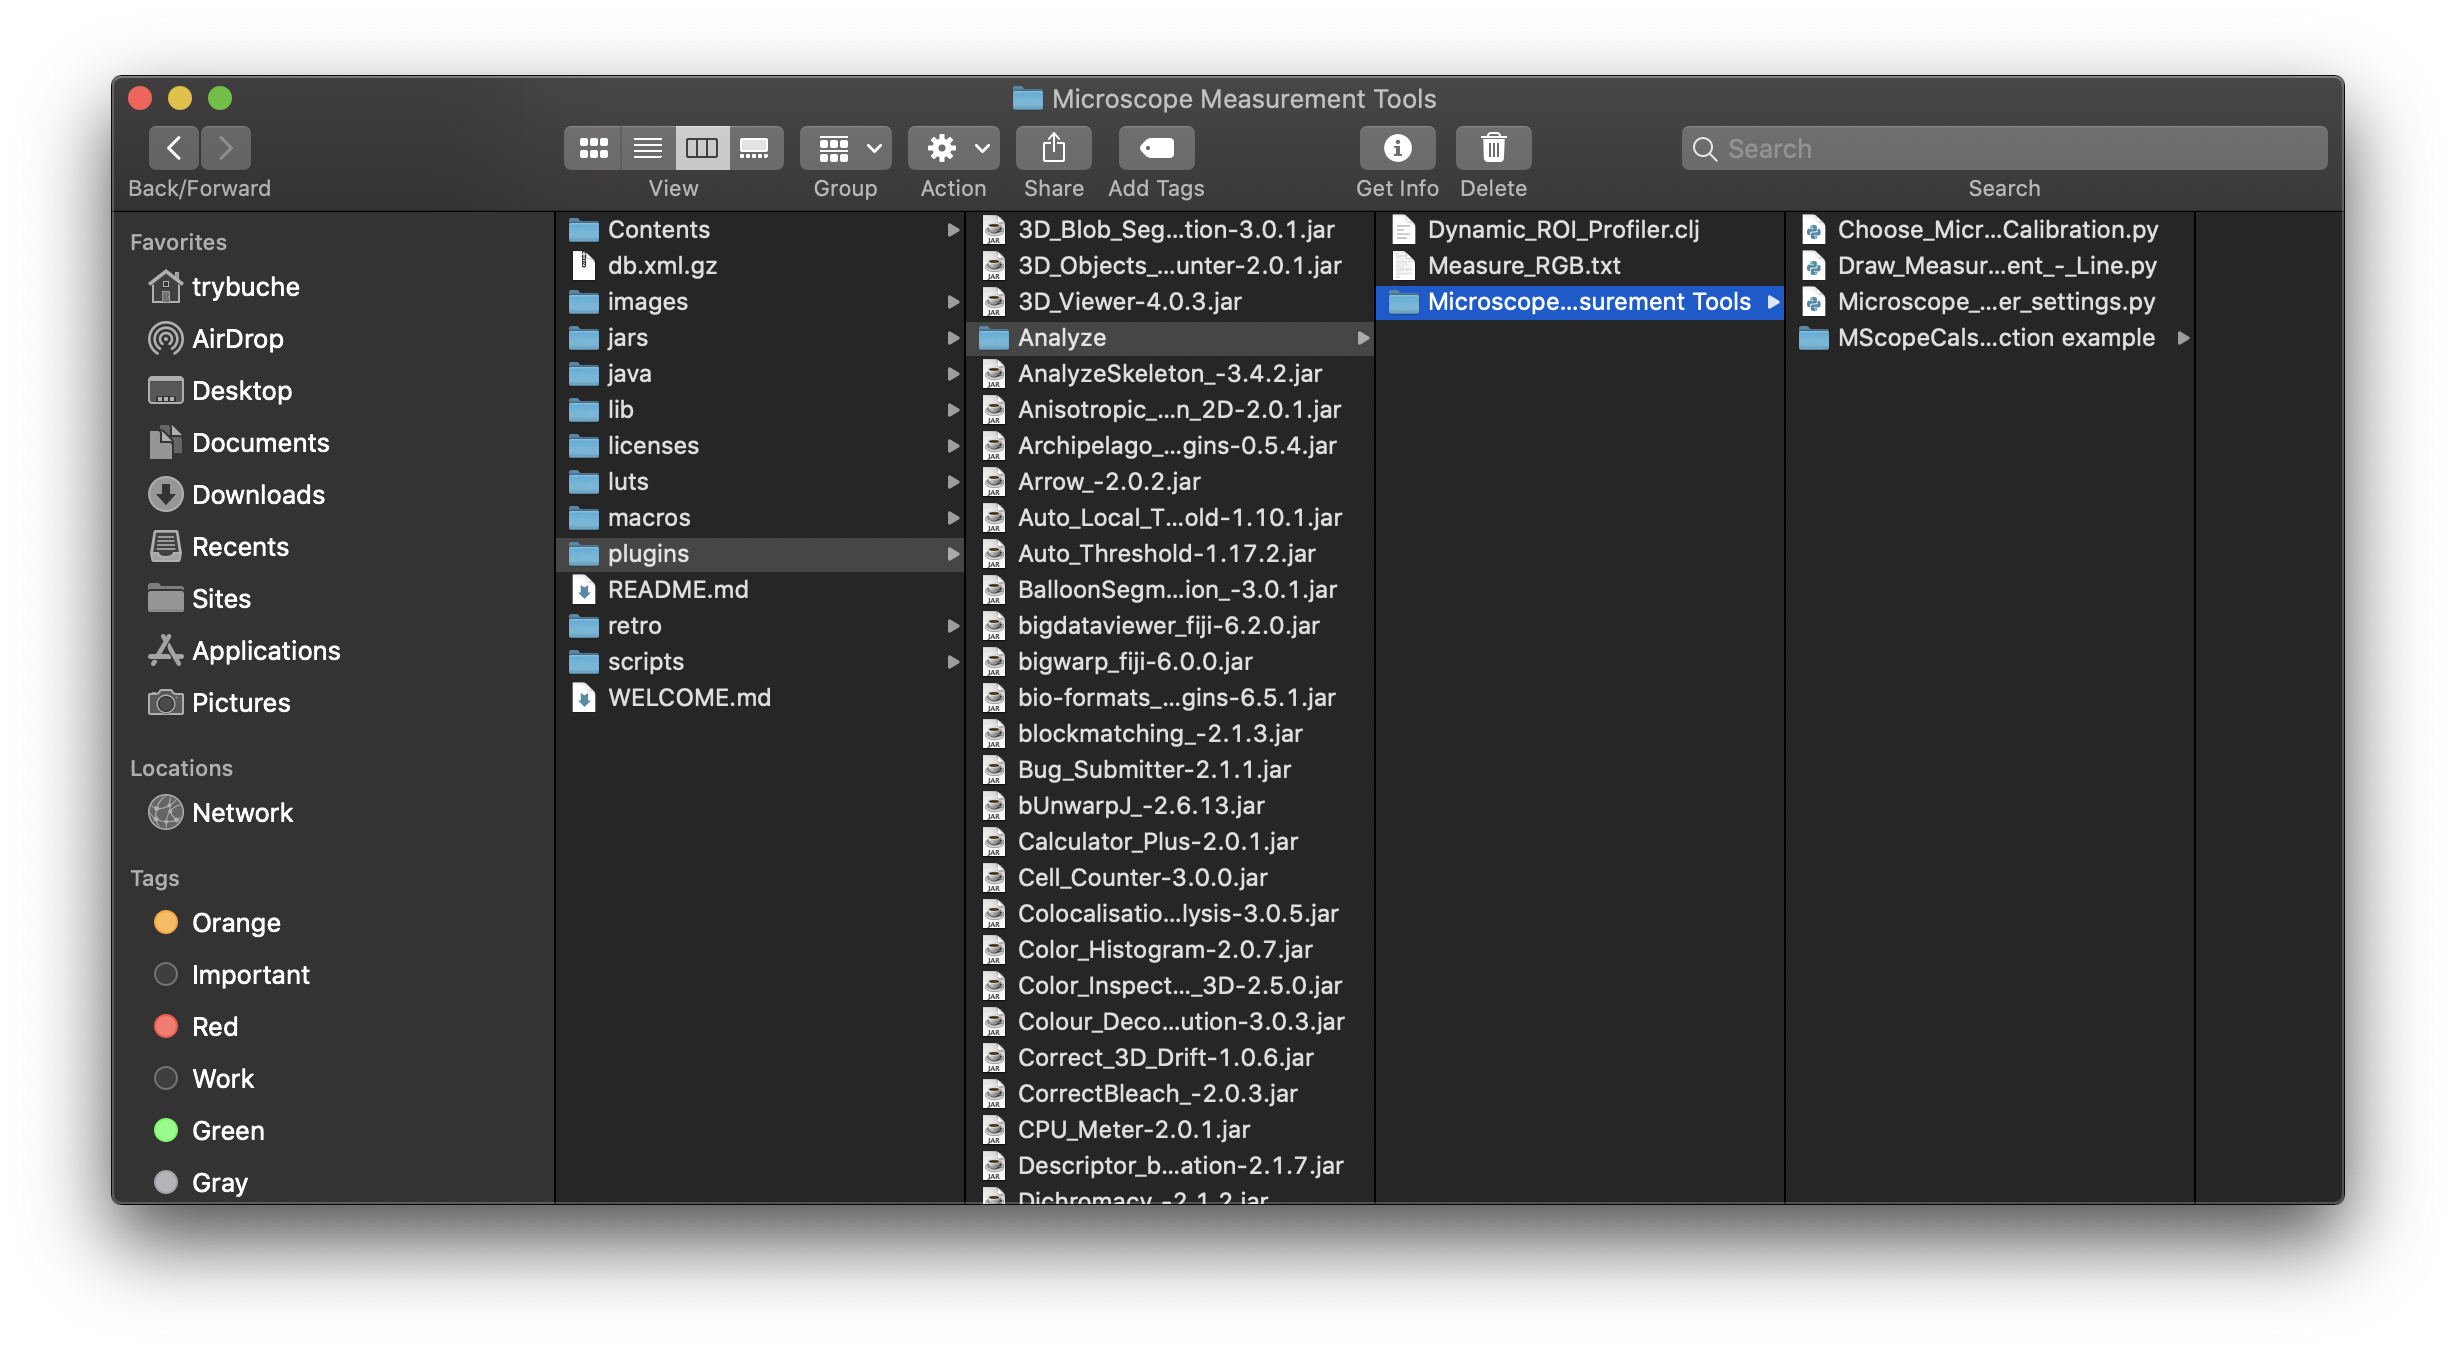 Microscope Measurement Tools
Back/Forward
View
Group
Action
Share
Add Tags
Get Info
Delete
Search
Search
Favorites
trybuche
AirDrop
Desktop
Documents
Downloads
Recents
Sites
Applications
Pictures
Locations
Network
Tags
Orange
Important
Red
Work
Green
Gray
Contents
db.xml.gz
images
jars
java
lib
licenses
luts
macros
plugins
README.md
retro
scripts
WELCOME.md
3D_Blob_Seg...tion-3.0.1.jar
3D_Objects_...unter-2.0.1.jar
3D_Viewer-4.0.3.jar
Analyze
AnalyzeSkeleton_-3.4.2.jar
Anisotropic_...n_2D-2.0.1.jar
Archipelago_...gins-0.5.4.jar
Arrow_-2.0.2.jar
Auto_Local_T...old-1.10.1.jar
Auto_Threshold-1.17.2.jar
BalloonSegm...ion_-3.0.1.jar
bigdataviewer_fiji-6.2.0.jar
bigwarp_fiji-6.0.0.jar
bio-formats_...gins-6.5.1.jar
blockmatching_-2.1.3.jar
Bug_Submitter-2.1.1.jar
bUnwarpJ_-2.6.13.jar
Calculator_Plus-2.0.1.jar
Cell_Counter-3.0.0.jar
Colocalisatio...lysis-3.0.5.jar
Color_Histogram-2.0.7.jar
Color_Inspect..._3D-2.5.0.jar
Colour_Deco...ution-3.0.3.jar
Correct_3D_Drift-1.0.6.jar
CorrectBleach_-2.0.3.jar
CPU_Meter-2.0.1.jar
Descriptor_b...ation-2.1.7.jar
Dichromacy_-2.1.2.jar
Dynamic_ROI_Profiler.clj
Measure_RGB.txt
Microscope...surement Tools
Choose_Micr...Calibration.py
Draw_Measur...ent_-_Line.py
Microscope_...er_settings.py
MScopeCals...ction example